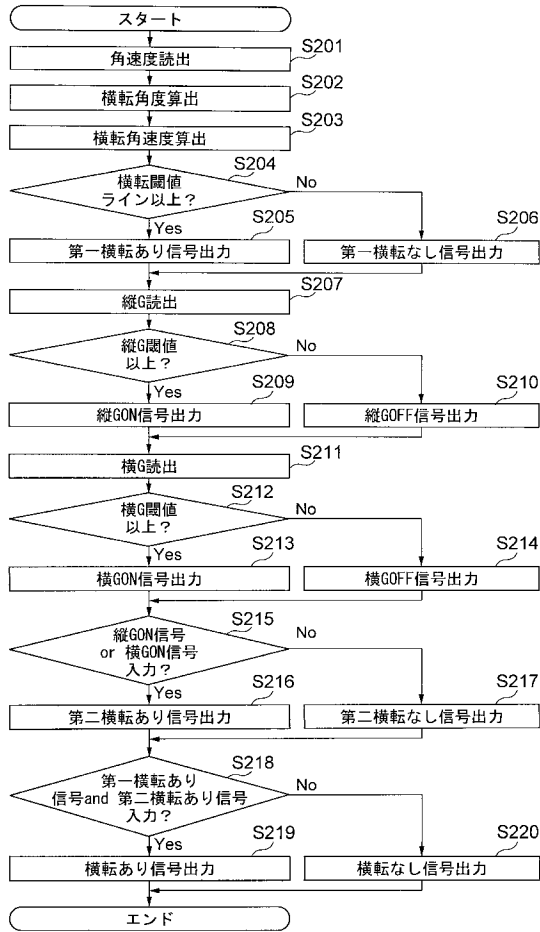 スタート
S201
角速度読出
S202
横転角度算出
S203
横転角速度算出
S204
横転閾値
ライン以上?
No
Yes
S205
第一横転あり信号出力
S206
第一横転なし信号出力
S207
縦G読出
S208
縦G閾値
以上?
No
Yes
S209
縦GON信号出力
S210
縦GOFF信号出力
S211
横G読出
S212
横G閾値
以上?
No
Yes
S213
横GON信号出力
S214
横GOFF信号出力
S215
縦GON信号
or 横GON信号
入力?
No
Yes
S216
第二横転あり信号出力
S217
第二横転なし信号出力
S218
第一横転あり
信号and 第二横転あり信号
入力?
No
Yes
S219
横転あり信号出力
S220
横転なし信号出力
エンド